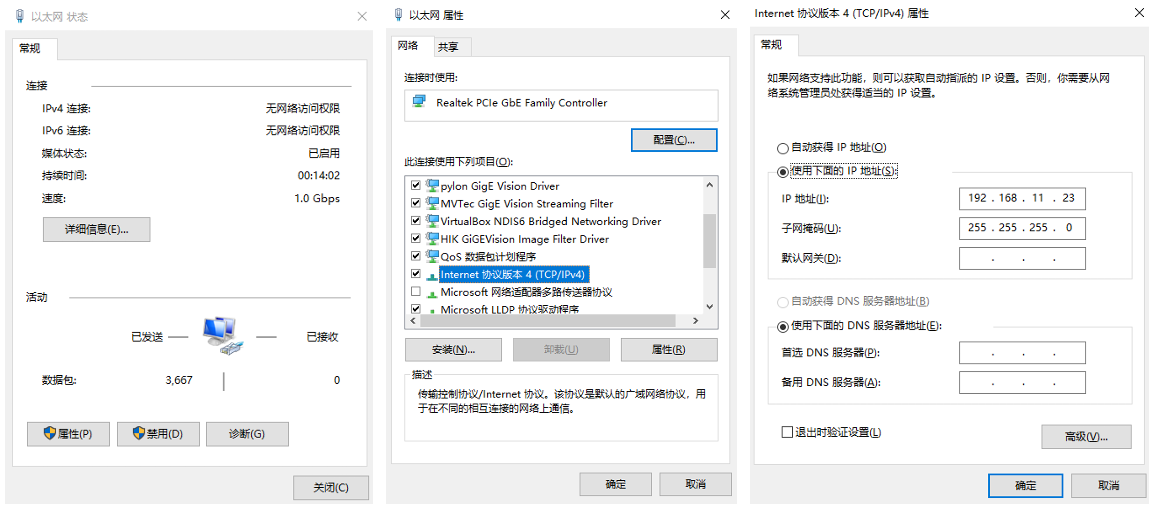 以太网 状态
常规
连接
IPv4 连接: 无网络访问权限
IPv6 连接: 无网络访问权限
媒体状态: 已启用
持续时间: 00:14:02
速度: 1.0 Gbps
详细信息(E)...
活动
已发送 已接收
数据包: 3,667 0
属性(P) 禁用(D) 诊断(G)
关闭(C)
以太网 属性
网络 共享
连接时使用:
Realtek PCIe GbE Family Controller
配置(C)...
此连接使用下列项目(O):
pylon GigE Vision Driver
MVTec GigE Vision Streaming Filter
VirtualBox NDIS6 Bridged Networking Driver
HIK GiGEVision Image Filter Driver
QoS 数据包计划程序
Internet 协议版本 4 (TCP/IPv4)
Microsoft 网络适配器多路传送器协议
Microsoft LLDP 协议驱动程序
安装(N)... 卸载(U) 属性(R)
描述
传输控制协议/Internet 协议。该协议是默认的广域网络协议，用
于在不同的相互连接的网络上通信。
确定 取消
Internet 协议版本 4 (TCP/IPv4) 属性
常规
如果网络支持此功能，则可以获取自动指派的 IP 设置。否则，你需要从网
络系统管理员处获得适当的 IP 设置。
自动获得 IP 地址(O)
使用下面的 IP 地址(S):
IP 地址(I): 192 . 168 . 11 . 23
子网掩码(U): 255 . 255 . 255 . 0
默认网关(D): . . .
自动获得 DNS 服务器地址(B)
使用下面的 DNS 服务器地址(E):
首选 DNS 服务器(P): . . .
备用 DNS 服务器(A): . . .
退出时验证设置(L)
高级(V)...
确定 取消